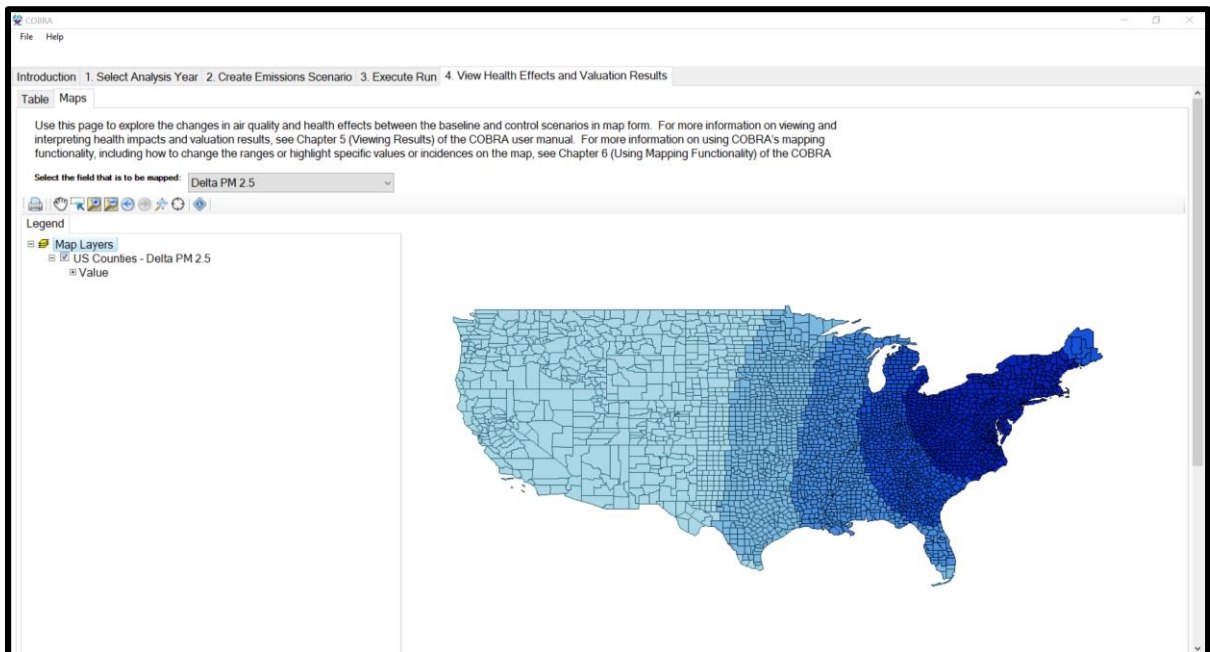 COBRA
File Help
Introduction 1. Select Analysis Year 2. Create Emissions Scenario 3. Execute Run 4. View Health Effects and Valuation Results
Table Maps
Use this page to explore the changes in air quality and health effects between the baseline and control scenarios in map form. For more information on viewing and
interpreting health impacts and valuation results, see Chapter 5 (Viewing Results) of the COBRA user manual. For more information on using COBRA's mapping
functionality, including how to change the ranges or highlight specific values or incidences on the map, see Chapter 6 (Using Mapping Functionality) of the COBRA
Select the field that is to be mapped: Delta PM 2.5
Legend
Map Layers
US Counties - Delta PM 2.5
Value